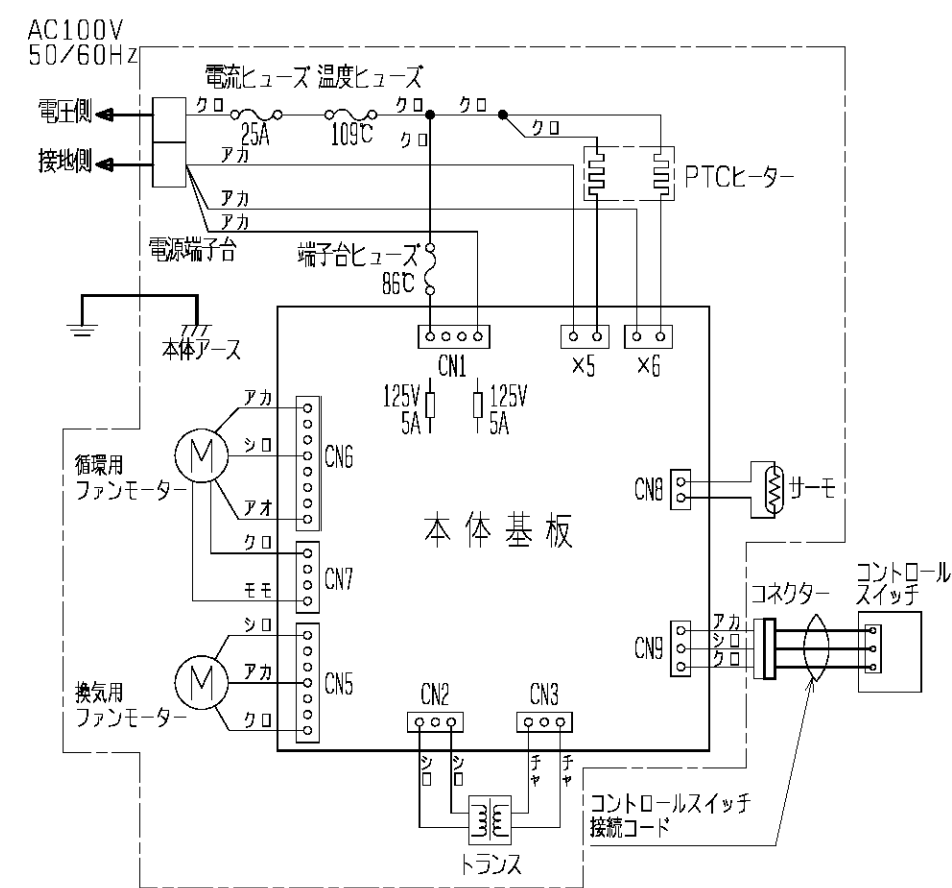 AC100V
50/60Hz
電流ヒューズ 温度ヒューズ
電圧側
クロ
25A
109℃
クロ
クロ
クロ
クロ
接地側
アカ
アカ
アカ
PTCヒーター
電源端子台
端子台ヒューズ
86℃
本体アース
CN1
×5
×6
125V
5A
125V
5A
アカ
シロ
アオ
CN6
循環用
ファンモーター
クロ
モモ
CN7
本体基板
CN8
サーモ
シロ
アカ
クロ
CN5
換気用
ファンモーター
CN9
アカ
シロ
クロ
コネクター
コントロール
スイッチ
CN2
CN3
シロ
シロ
チャ
チャ
トランス
コントロールスイッチ
接続コード